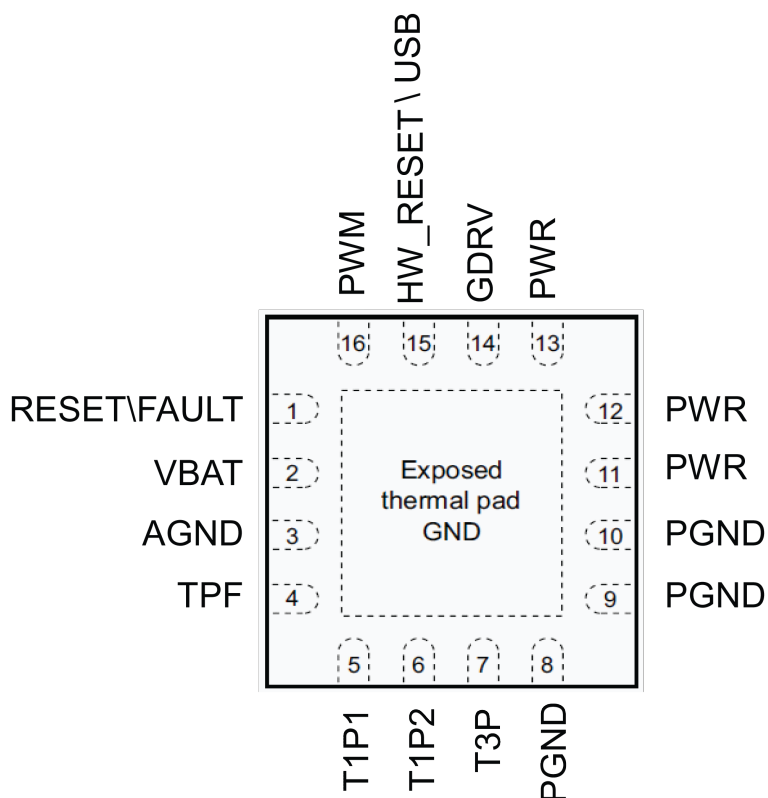 HW_RESET \ USB
PWM
GDRV
PWR
16
15
14
13
RESET\FAULT
1
12
PWR
VBAT
2
11
PWR
AGND
3
10
PGND
TPF
4
9
PGND
Exposed
thermal pad
GND
5
6
7
8
T1P1
T1P2
T3P
PGND